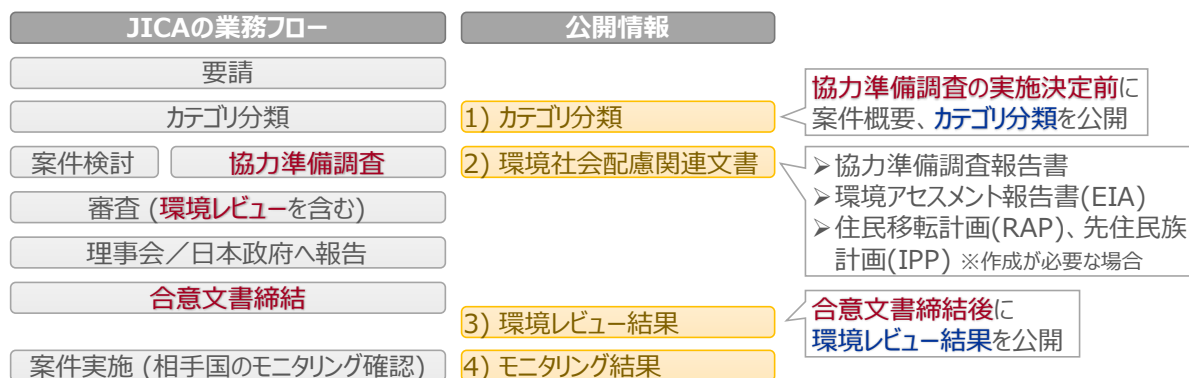 JICAの業務フロー
公開情報
要請
カテゴリ分類
1) カテゴリ分類
協力準備調査の実施決定前に
案件概要、カテゴリ分類を公開
案件検討
協力準備調査
2) 環境社会配慮関連文書
➢協力準備調査報告書
➢環境アセスメント報告書(EIA)
➢住民移転計画(RAP)、先住民族
計画(IPP) ※作成が必要な場合
審査 (環境レビューを含む)
理事会／日本政府へ報告
合意文書締結
3) 環境レビュー結果
合意文書締結後に
環境レビュー結果を公開
案件実施 (相手国のモニタリング確認)
4) モニタリング結果